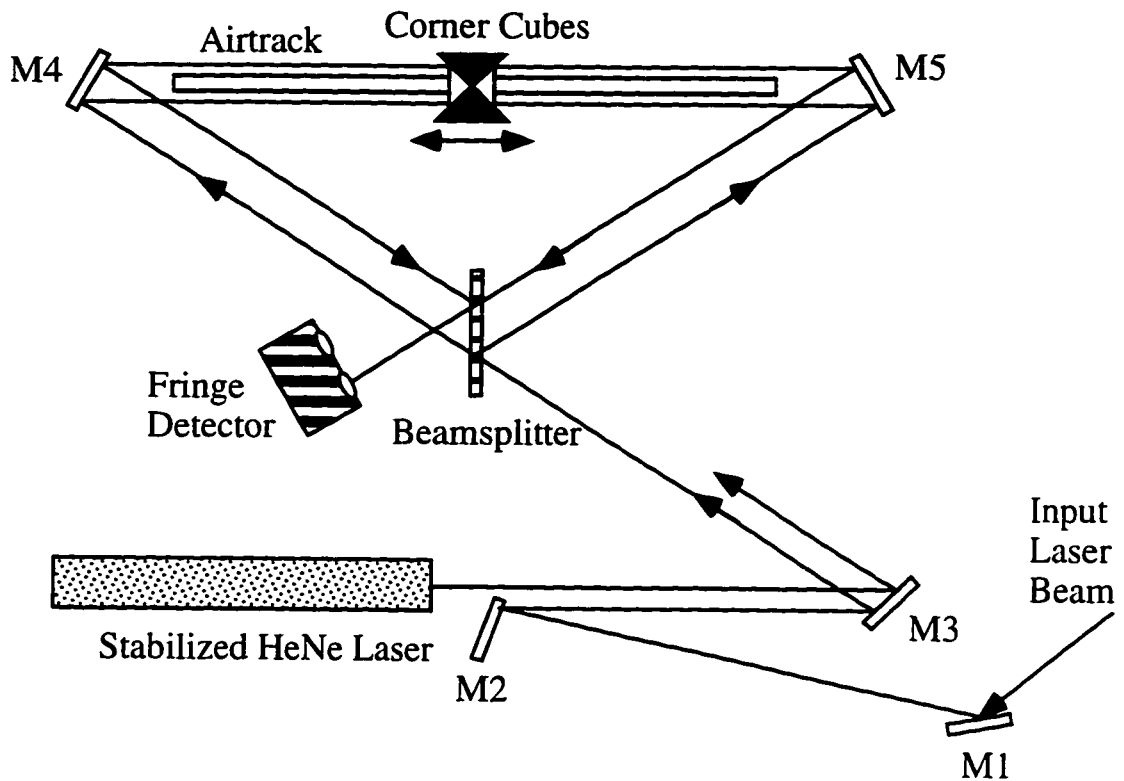 Corner Cubes
Airtrack
M4
M5
Fringe
Detector
Beamsplitter
Input
Laser
Beam
Stabilized HeNe Laser
M3
M2
M1